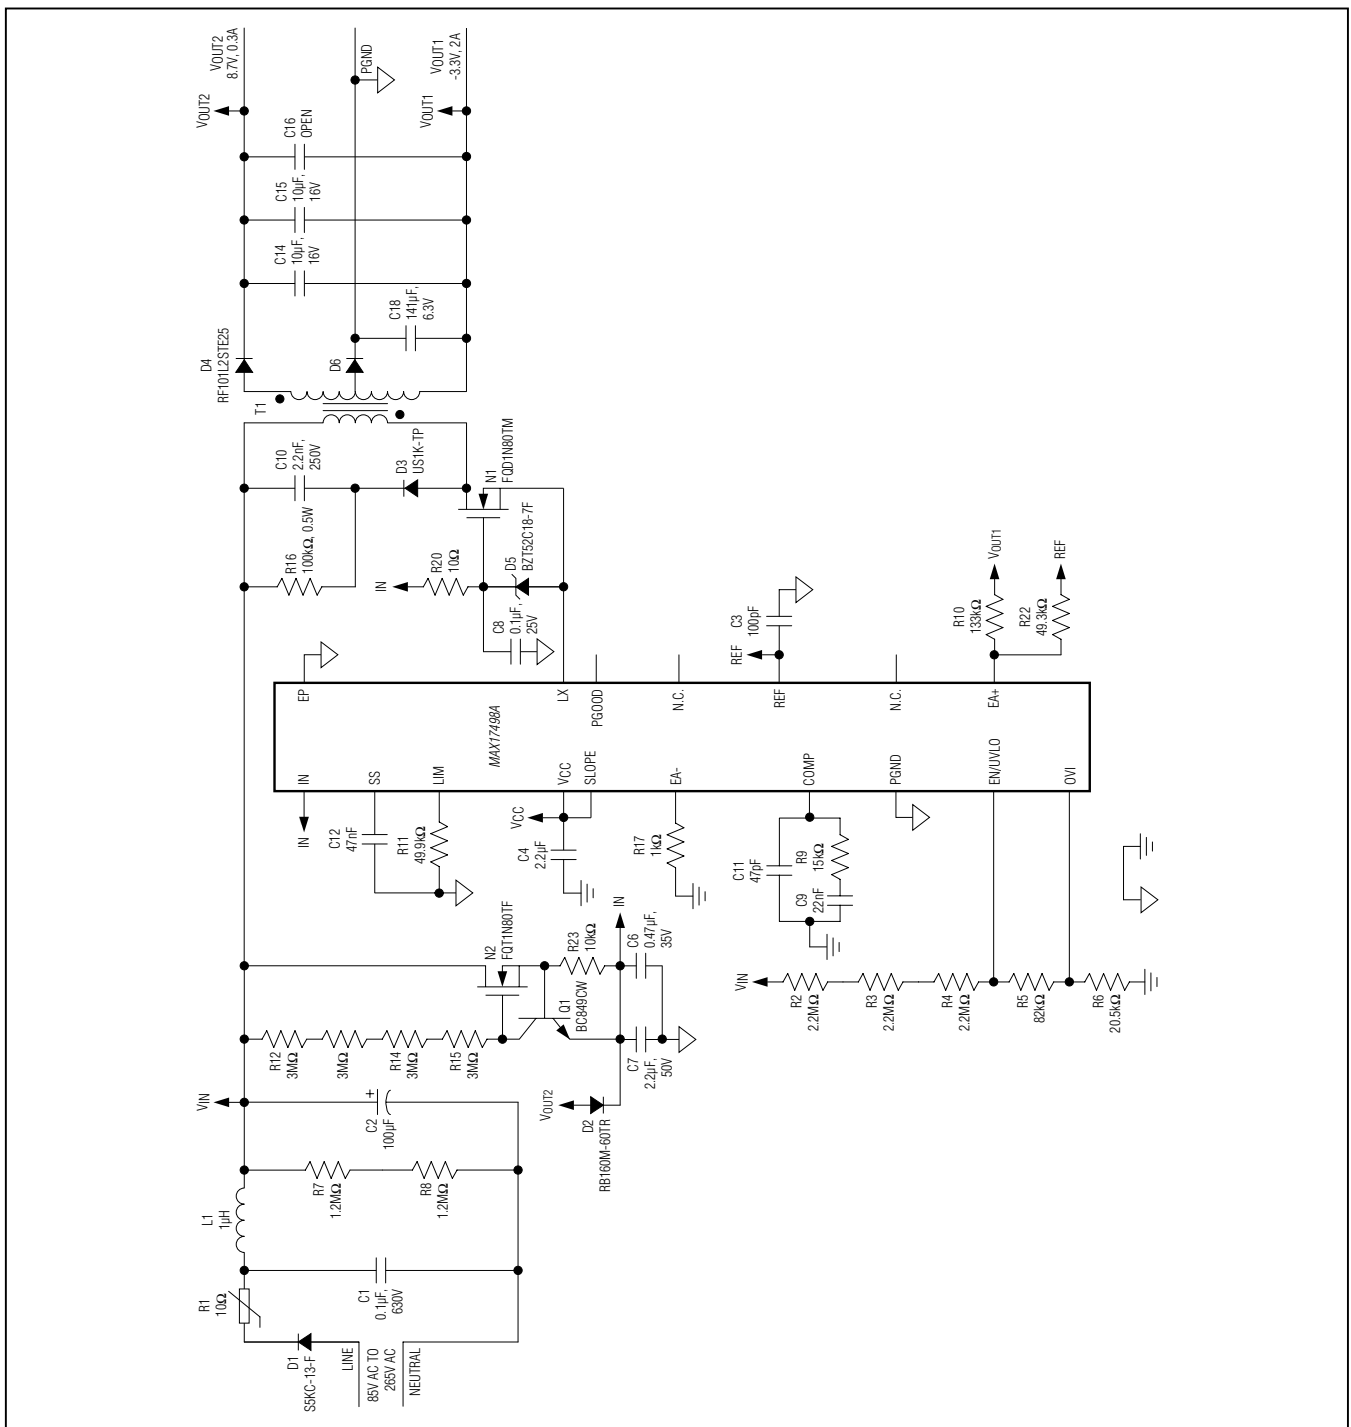 D1
S5KC-13-F
LINE
85V AC TO
265V AC
NEUTRAL
R1
10Ω
C1
0.1µF,
630V
L1
1µH
R7
1.2MΩ
R8
1.2MΩ
VIN
C2
100µF
+
R12
3MΩ
3MΩ
R14
3MΩ
R15
3MΩ
N2
FQT1N80TF
Q1
BC849CW
R23
10kΩ
VOUT2
D2
RB160M-60TR
C7
2.2µF,
50V
C6
0.47µF,
35V
IN
VIN
R2
2.2MΩ
R3
2.2MΩ
R4
2.2MΩ
R5
82kΩ
R6
20.5kΩ
IN
C12
47nF
R11
49.9kΩ
VCC
C4
2.2µF
R17
1kΩ
C11
47pF
R9
15kΩ
C9
22nF
MAX17498A
IN
SS
LIM
VCC
SLOPE
EA-
COMP
PGND
EN/UVLO
OVI
EP
LX
PGOOD
N.C.
REF
N.C.
EA+
R16
100kΩ, 0.5W
C10
2.2nF,
250V
D3
US1K-TP
IN
R20
10Ω
N1
FQD1N80TM
D5
BZT52C18-7F
C8
0.1µF,
25V
REF
C3
100pF
R10
133kΩ
VOUT1
R22
49.3kΩ
REF
T1
D4
RF101L2STE25
D6
C18
141µF,
6.3V
C14
10µF,
16V
C15
10µF,
16V
C16
OPEN
VOUT2
VOUT2
8.7V, 0.3A
PGND
VOUT1
VOUT1
-3.3V, 2A